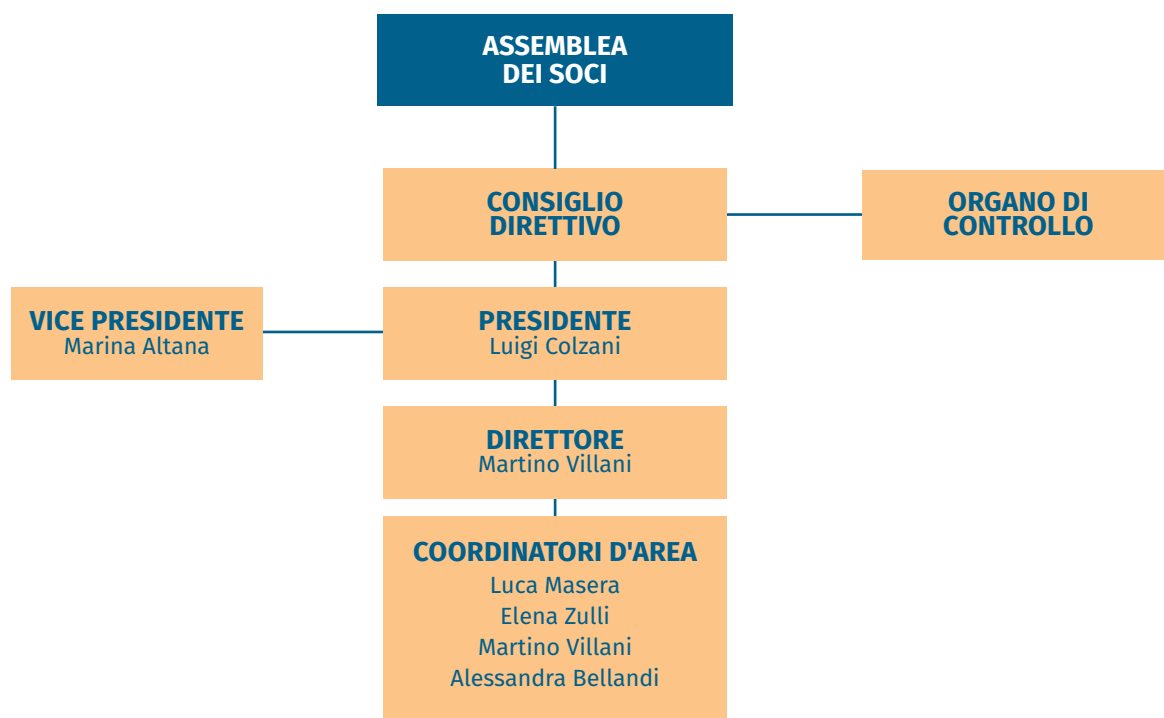 ASSEMBLEA
DEI SOCI
CONSIGLIO
DIRETTIVO
ORGANO DI
CONTROLLO
VICE PRESIDENTE
Marina Altana
PRESIDENTE
Luigi Colzani
DIRETTORE
Martino Villani
COORDINATORI D'AREA
Luca Masera
Elena Zulli
Martino Villani
Alessandra Bellandi